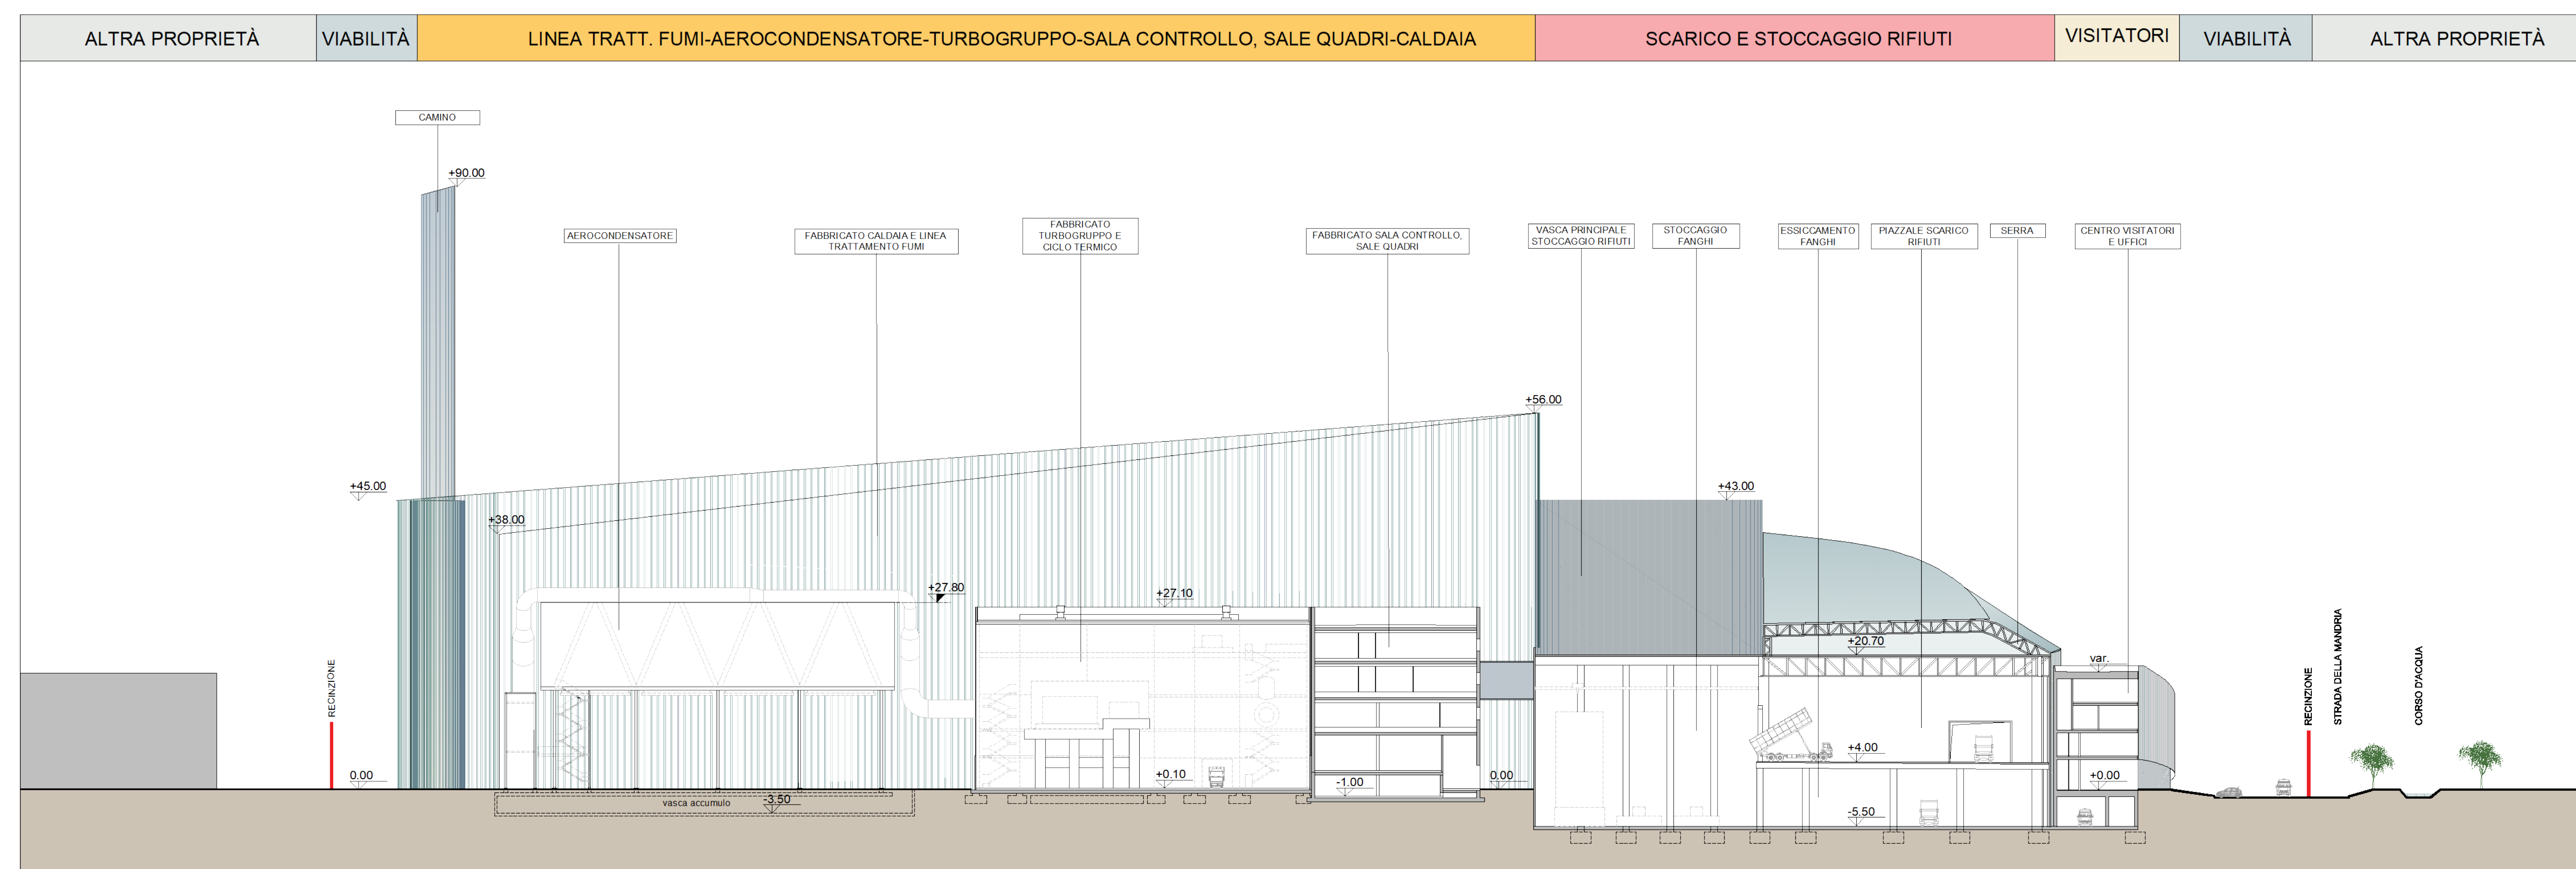 ALTRA PROPRIETÀ
VIABILITÀ
LINEA TRATT. FUMI-AEROCONDENSATORE-TURBOGRUPPO-SALA CONTROLLO, SALE QUADRI-CALDAIA
SCARICO E STOCCAGGIO RIFIUTI
VISITATORI
VIABILITÀ
ALTRA PROPRIETÀ
CAMINO
+90.00
AEROCONDENSATORE
FABBRICATO CALDAIA E LINEA
TRATTAMENTO FUMI
FABBRICATO
TURBOGRUPPO E
CICLO TERMICO
FABBRICATO SALA CONTROLLO,
SALE QUADRI
VASCA PRINCIPALE
STOCCAGGIO RIFIUTI
STOCCAGGIO
FANGHI
ESSICCAMENTO
FANGHI
PIAZZALE SCARICO
RIFIUTI
SERRA
CENTRO VISITATORI
E UFFICI
+56.00
+45.00
+43.00
+38.00
+27.80
+27.10
+20.70
var.
RECINZIONE
RECINZIONE
STRADA DELLA MANDRIA
CORSO D'ACQUA
+4.00
0.00
+0.10
-1.00
0.00
+0.00
vasca accumulo
-3.50
-5.50